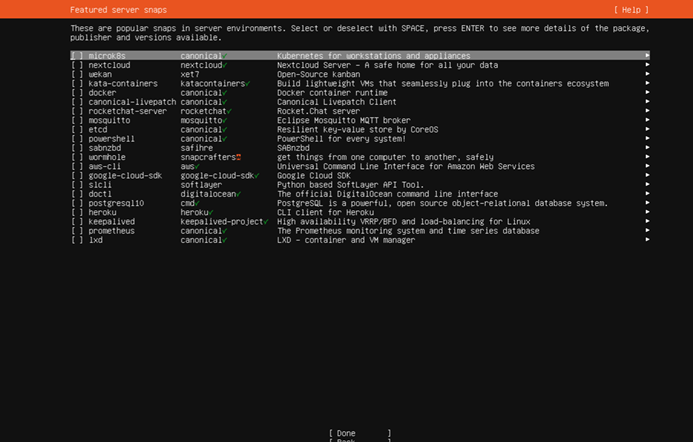 Featured server snaps [ Help ]
These are popular snaps in server environments. Select or deselect with SPACE, press ENTER to see more details of the package,
publisher and versions available.
[ ] microk8s canonical✓ Kubernetes for workstations and appliances ▸
[ ] nextcloud nextcloud✓ Nextcloud Server - A safe home for all your data ▸
[ ] wekan xet7 Open-Source kanban ▸
[ ] kata-containers katacontainers✓ Build lightweight VMs that seamlessly plug into the containers ecosystem ▸
[ ] docker canonical✓ Docker container runtime ▸
[ ] canonical-livepatch canonical✓ Canonical Livepatch Client ▸
[ ] rocketchat-server rocketchat✓ Rocket.Chat server ▸
[ ] mosquitto mosquitto✓ Eclipse Mosquitto MQTT broker ▸
[ ] etcd canonical✓ Resilient key-value store by CoreOS ▸
[ ] powershell canonical✓ PowerShell for every system! ▸
[ ] sabnzbd safihre SABnzbd ▸
[ ] wormhole snapcrafters get things from one computer to another, safely ▸
[ ] aws-cli aws✓ Universal Command Line Interface for Amazon Web Services ▸
[ ] google-cloud-sdk google-cloud-sdk✓ Google Cloud SDK ▸
[ ] slcli softlayer Python based SoftLayer API Tool. ▸
[ ] doctl digitalocean✓ The official DigitalOcean command line interface ▸
[ ] postgresql10 cmd✓ PostgreSQL is a powerful, open source object-relational database system. ▸
[ ] heroku heroku✓ CLI client for Heroku ▸
[ ] keepalived keepalived-project✓ High availability VRRP/BFD and load-balancing for Linux ▸
[ ] prometheus canonical✓ The Prometheus monitoring system and time series database ▸
[ ] lxd canonical✓ LXD - container and VM manager ▸
[ Done ]
[ Back ]